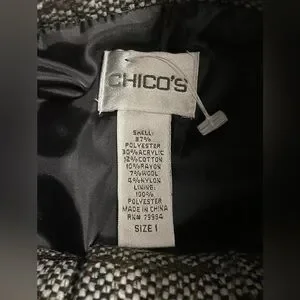 CHICO'S
SHELL:
37%
POLYESTER
30%ACRYLIC
12%COTTON
10%RAYON
7%WOOL
4%NYLON
LINING:
100%
POLYESTER
MADE IN CHINA
RN# 79994
SIZE 1